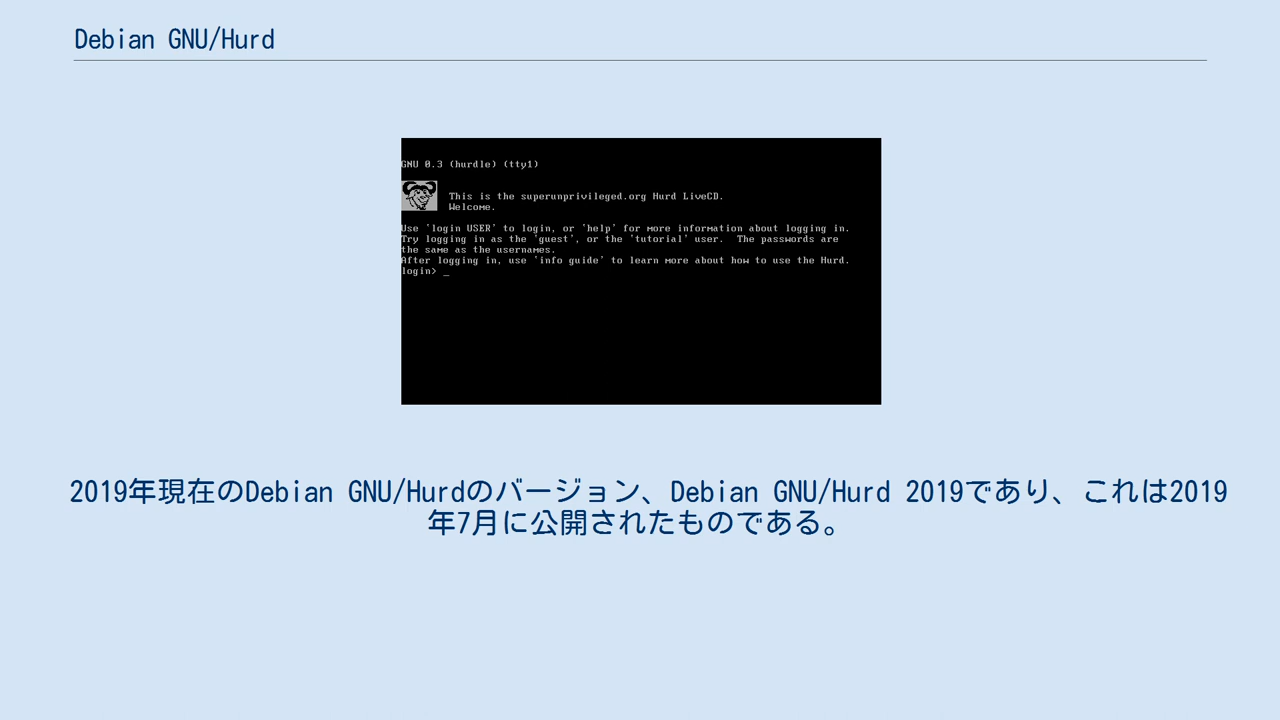 Debian GNU/Hurd
GNU 0.3 (hurdle) (tty1)
This is the superunprivileged.org Hurd LiveCD.
Welcome.
Use 'login USER' to login, or 'help' for more information about logging in.
Try logging in as the 'guest', or the 'tutorial' user.  The passwords are
the same as the usernames.
After logging in, use 'info guide' to learn more about how to use the Hurd.
login> _
2019年現在のDebian GNU/Hurdのバージョン、Debian GNU/Hurd 2019であり、これは2019
年7月に公開されたものである。